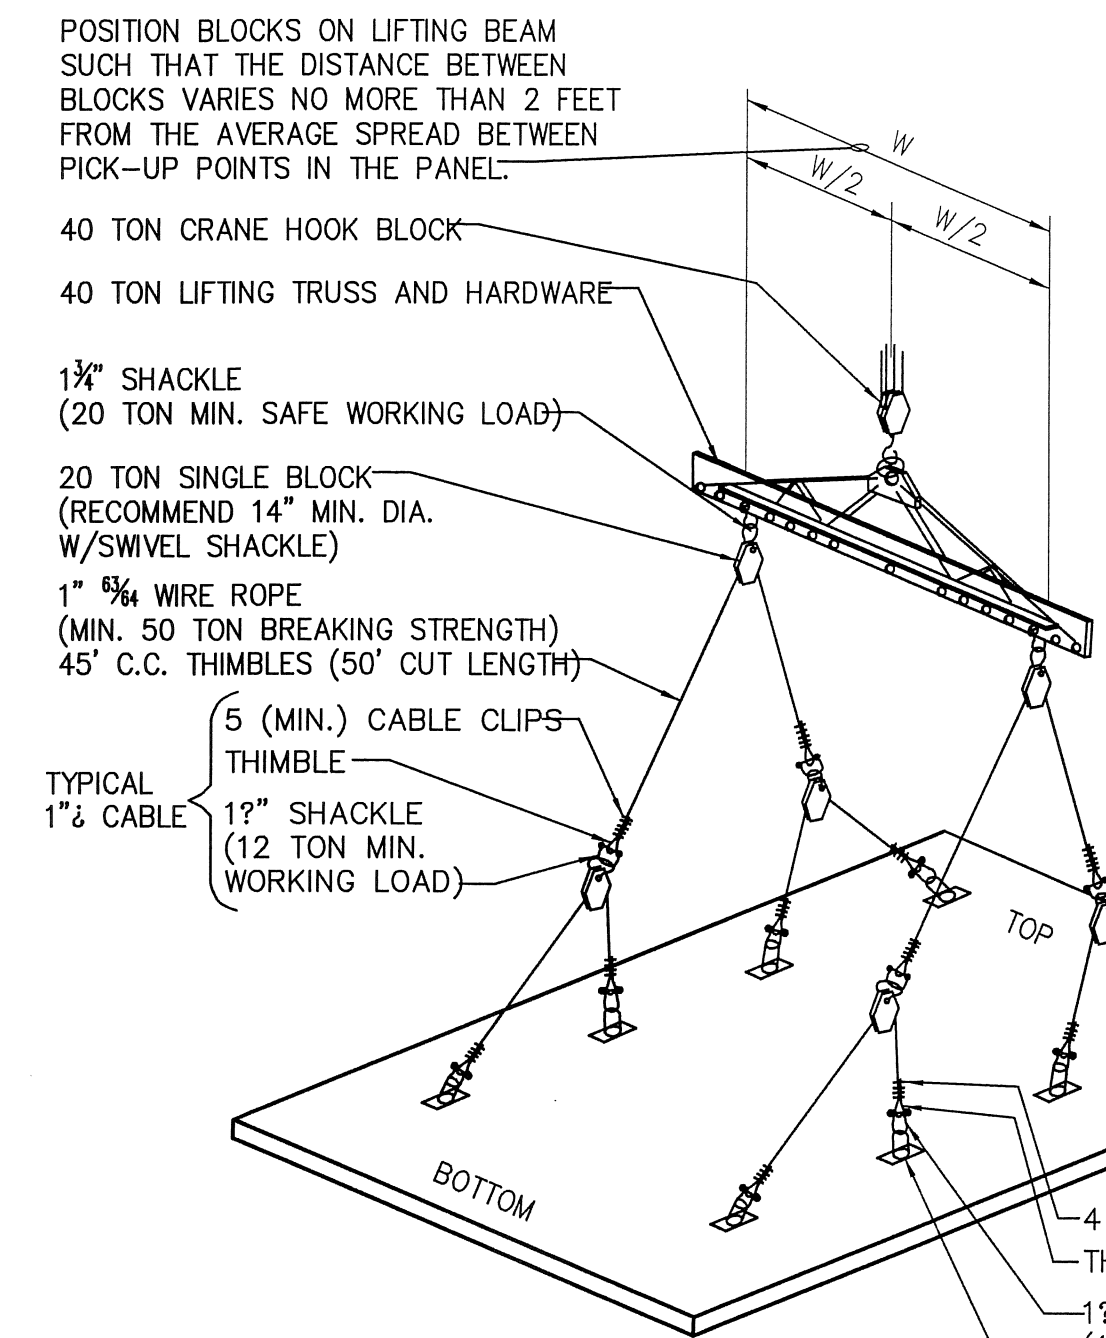 POSITION BLOCKS ON LIFTING BEAM
SUCH THAT THE DISTANCE BETWEEN
BLOCKS VARIES NO MORE THAN 2 FEET
FROM THE AVERAGE SPREAD BETWEEN
PICK-UP POINTS IN THE PANEL.
W
W/2
W/2
40 TON CRANE HOOK BLOCK
40 TON LIFTING TRUSS AND HARDWARE
1¾" SHACKLE
(20 TON MIN. SAFE WORKING LOAD)
20 TON SINGLE BLOCK
(RECOMMEND 14" MIN. DIA.
W/SWIVEL SHACKLE)
1" 63/64 WIRE ROPE
(MIN. 50 TON BREAKING STRENGTH)
45' C.C. THIMBLES (50' CUT LENGTH)
5 (MIN.) CABLE CLIPS
THIMBLE
TYPICAL
1"¿ CABLE
1?" SHACKLE
(12 TON MIN.
WORKING LOAD)
TOP
BOTTOM
4
TH
1?